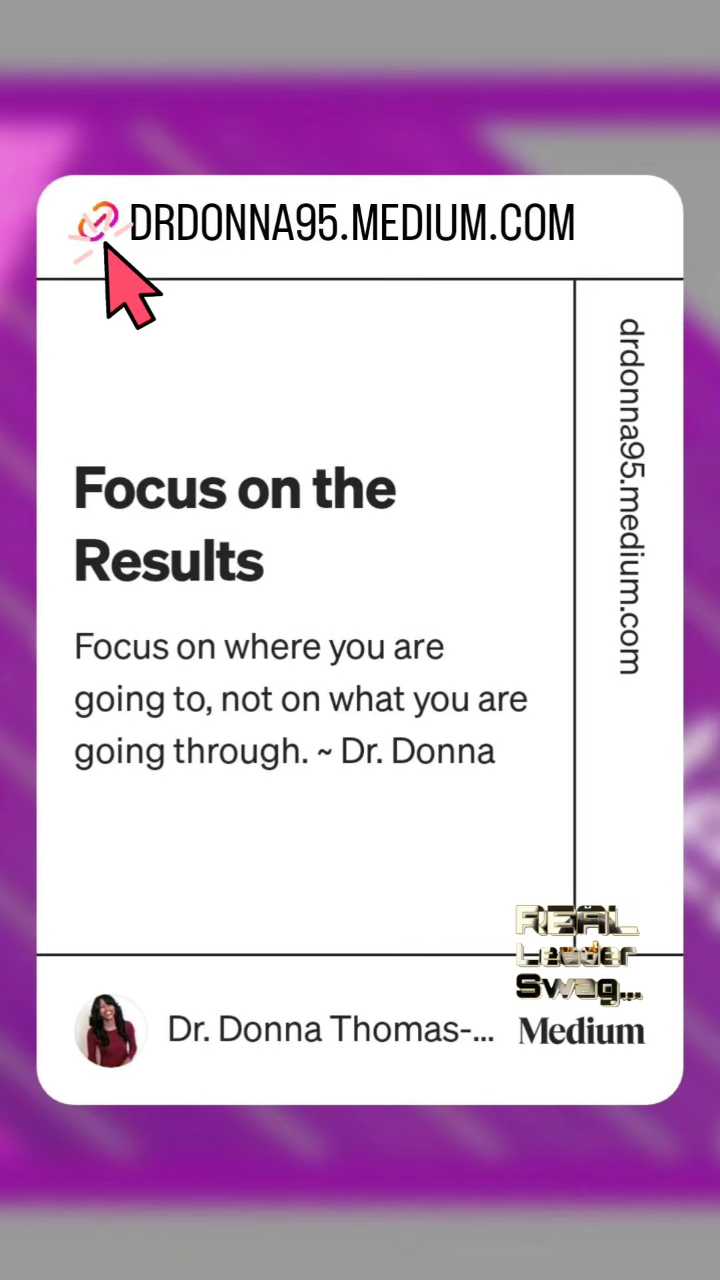 DRDONNA95.MEDIUM.COM
drdonna95.medium.com
Focus on the
Results
Focus on where you are
going to, not on what you are
going through. ~ Dr. Donna
REAL
Leader
Swag...
Dr. Donna Thomas-...
Medium